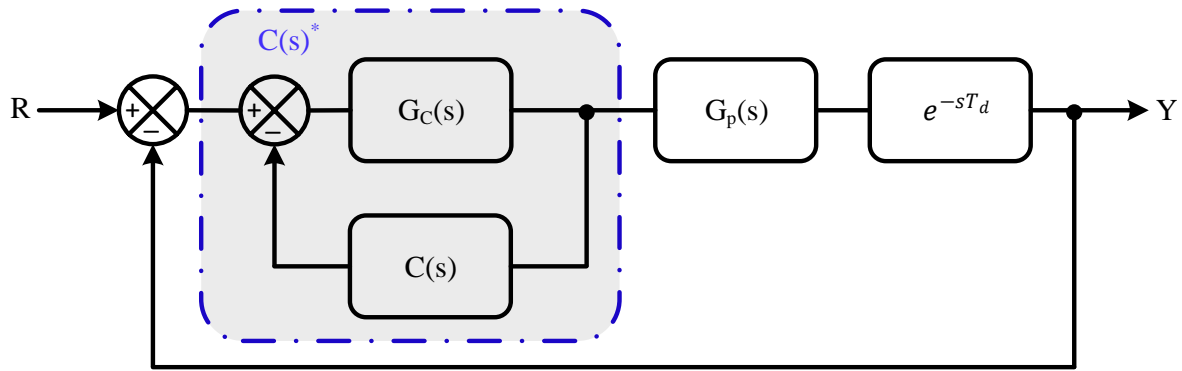 C(s)*
R
+
−
+
−
G_C(s)
G_p(s)
e^{-sT_d}
Y
C(s)